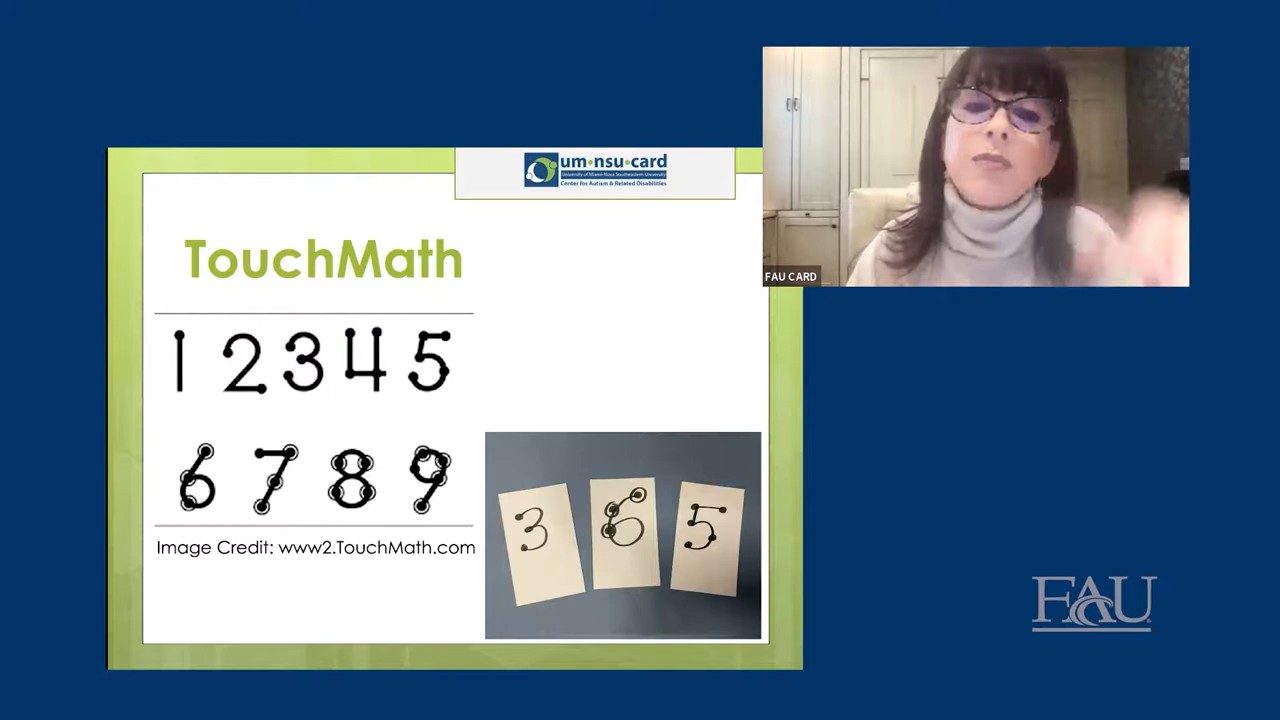 um•nsu•card
University of Miami-Nova Southeastern University
Center for Autism & Related Disabilities
TouchMath
1 2 3 4 5
6 7 8 9
Image Credit: www2.TouchMath.com
3 6 5
FAU CARD
FAU